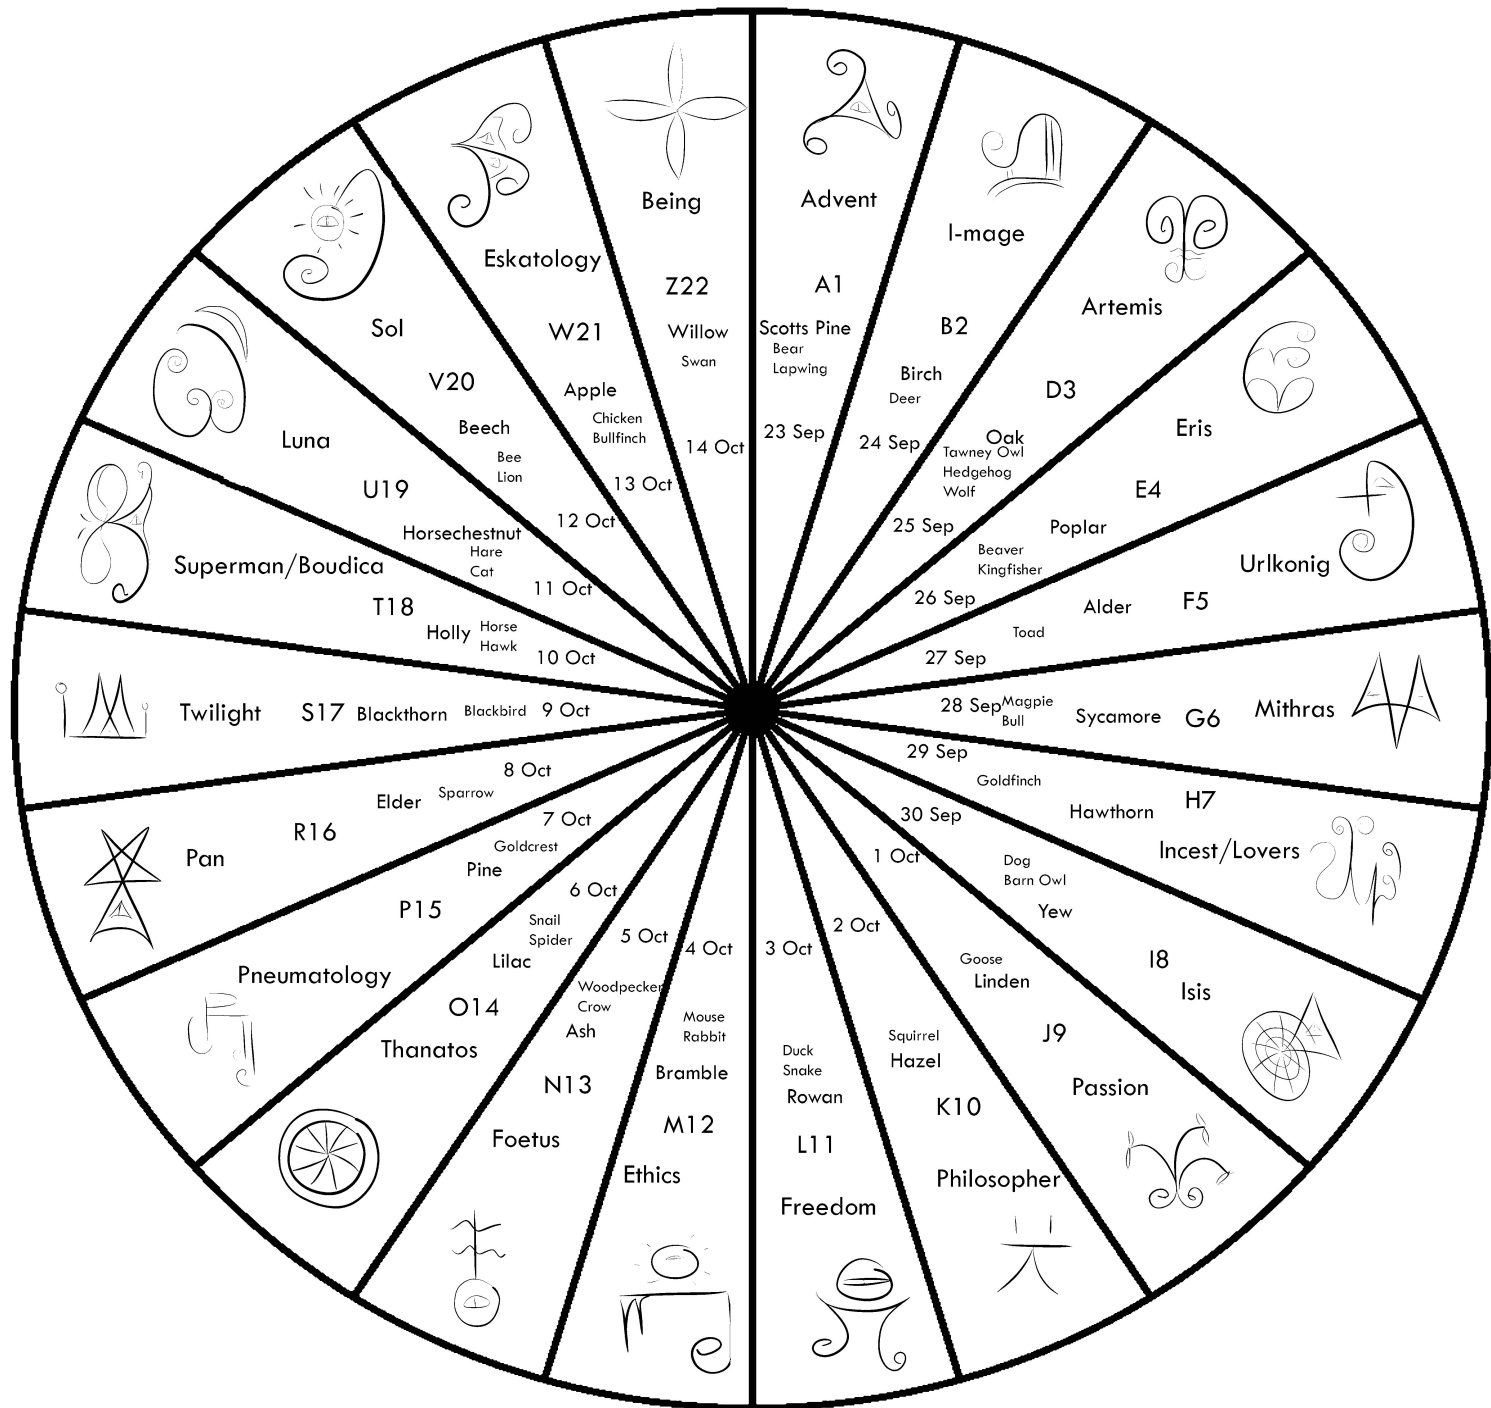 Advent
A1
Scotts Pine
Bear
Lapwing
23 Sep
I-mage
B2
Birch
Deer
24 Sep
Artemis
D3
Oak
Tawney Owl
Hedgehog
Wolf
25 Sep
Eris
E4
Poplar
Beaver
Kingfisher
26 Sep
Urlkonig
F5
Alder
Toad
27 Sep
Mithras
G6
Sycamore
Magpie
Bull
28 Sep
29 Sep
Goldfinch
Hawthorn
H7
Incest/Lovers
30 Sep
Dog
Barn Owl
Yew
I8
Isis
1 Oct
Goose
Linden
J9
Passion
2 Oct
Squirrel
Hazel
K10
Philosopher
3 Oct
Duck
Snake
Rowan
L11
Freedom
4 Oct
Mouse
Rabbit
Bramble
M12
Ethics
5 Oct
Woodpecker
Crow
Ash
N13
Foetus
6 Oct
Snail
Spider
Lilac
O14
Thanatos
7 Oct
Goldcrest
Pine
P15
Pneumatology
8 Oct
Sparrow
Elder
R16
Pan
Twilight
S17
Blackthorn
Blackbird
9 Oct
Superman/Boudica
T18
Holly
Horse
Hawk
10 Oct
Luna
U19
Horsechestnut
Hare
Cat
11 Oct
Sol
V20
Beech
Bee
Lion
12 Oct
Eskatology
W21
Apple
Chicken
Bullfinch
13 Oct
Being
Z22
Willow
Swan
14 Oct